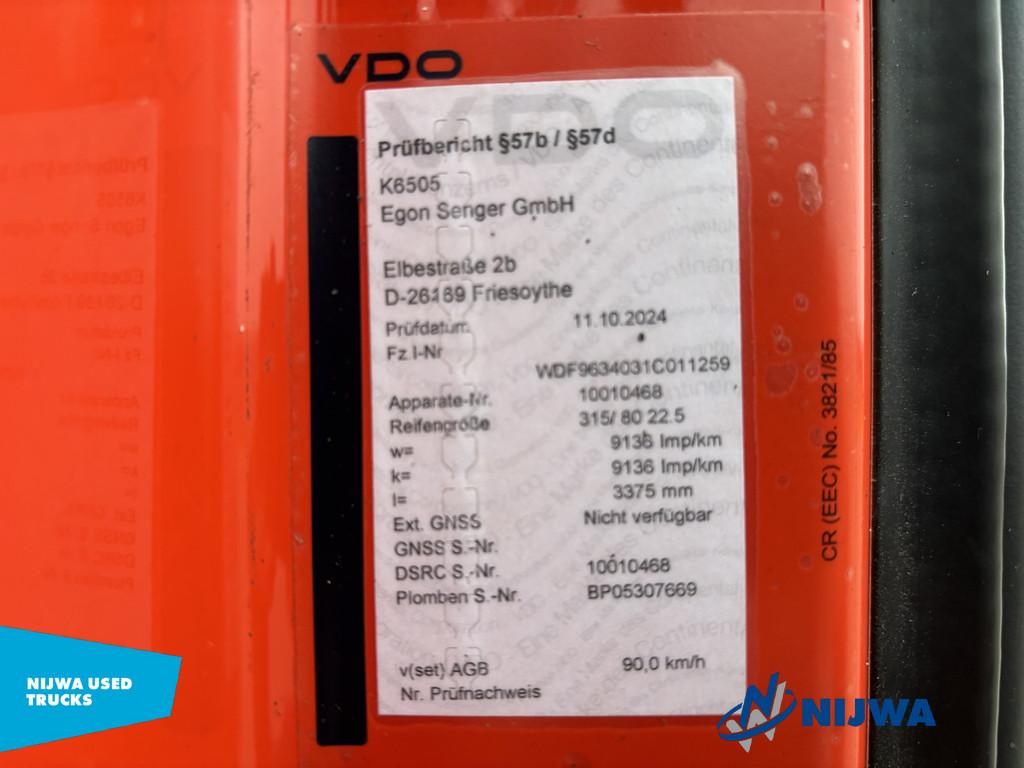 VDO
Prüfbericht §57b / §57d
K6505
Egon Senger GmbH
Elbestraße 2b
D-26169 Friesoythe
Prüfdatum 11.10.2024
Fz.I-Nr WDF9634031C011259
Apparate-Nr. 10010468
Reifengröße 315/ 80 22.5
w= 9136 Imp/km
k= 9136 Imp/km
l= 3375 mm
Ext. GNSS Nicht verfügbar
GNSS S.-Nr.
DSRC S.-Nr. 10010468
Plomben S.-Nr. BP05307669
v(set) AGB 90,0 km/h
Nr. Prüfnachweis
CR (EEC) No. 3821/85
NIJWA USED
TRUCKS
NIJWA